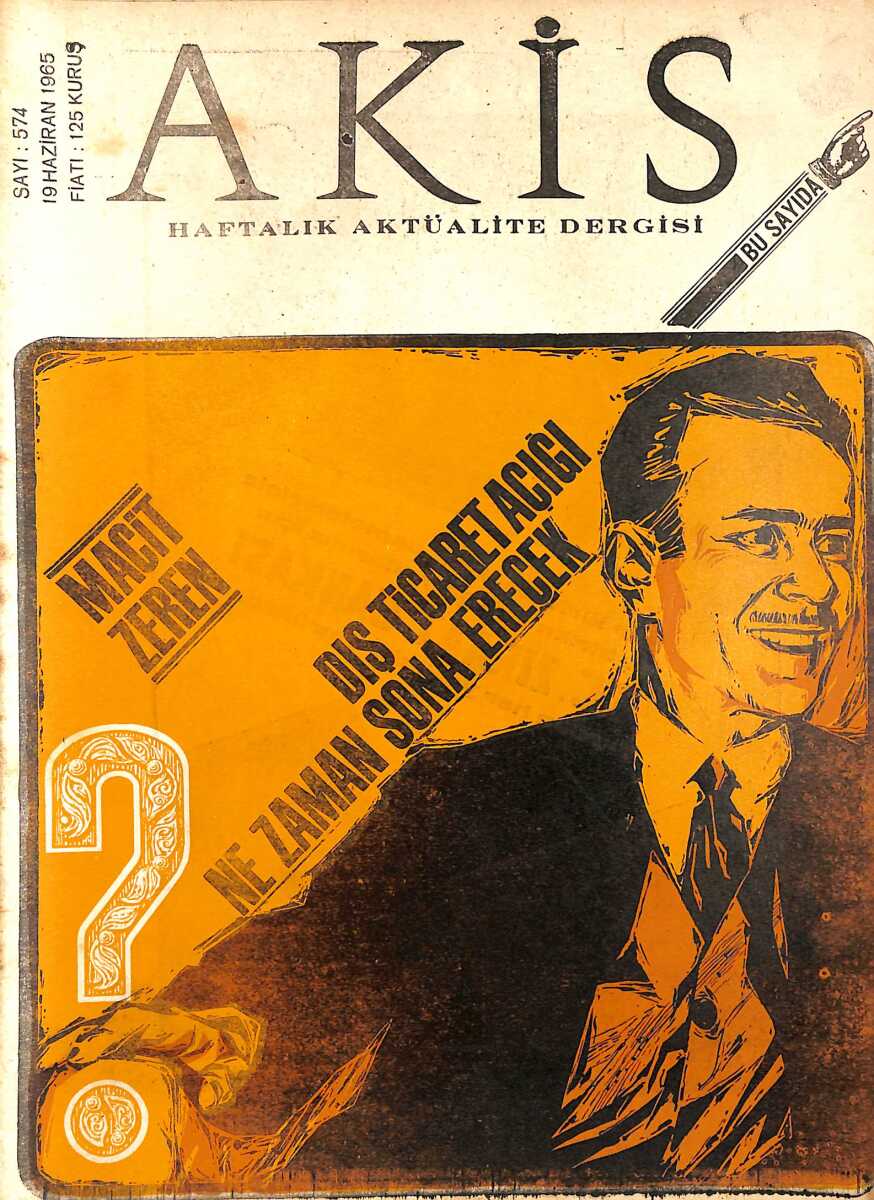 SAYI : 574
19 HAZİRAN 1965
FİATI : 125 KURUŞ
AKİS
HAFTALIK AKTÜALİTE DERGİSİ
BU SAYIDA
MACİT
ZEREN
DIŞ TİCARET AÇIĞI
NE ZAMAN SONA ERECEK
?